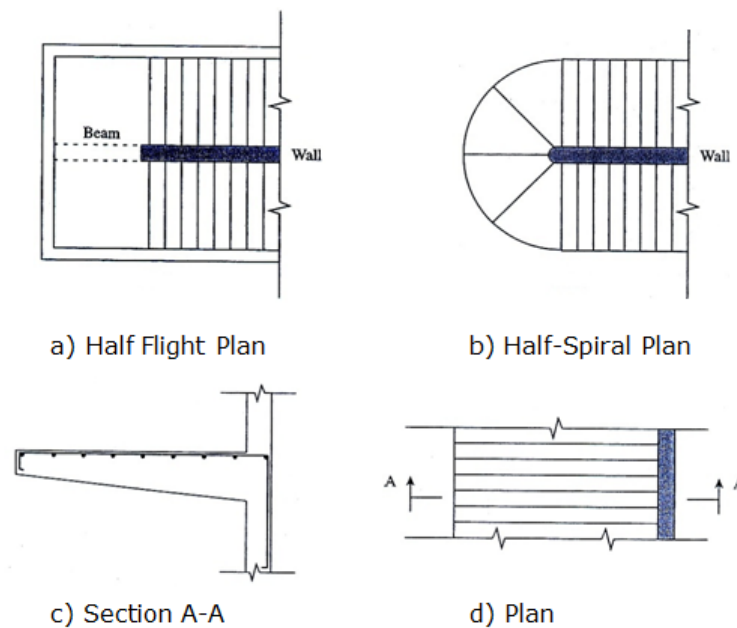 Beam
Wall
Wall
a) Half Flight Plan
b) Half-Spiral Plan
A
A
c) Section A-A
d) Plan